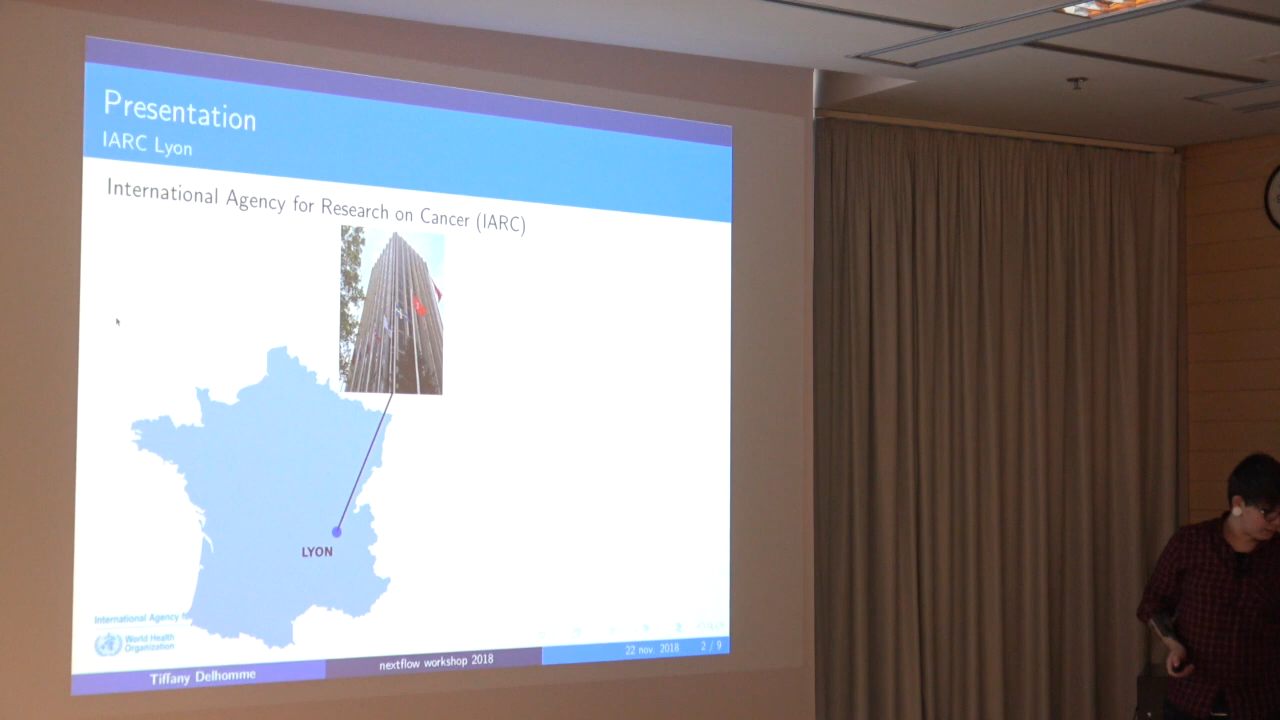 Presentation
IARC Lyon
International Agency for Research on Cancer (IARC)
LYON
International Agency
World Health
Organization
Tiffany Delhomme
nextflow workshop 2018
22 nov. 2018
2 / 9